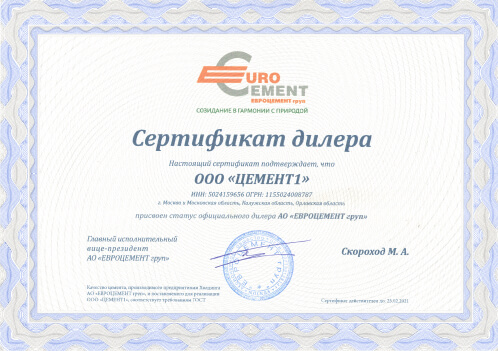 EURO
CEMENT
ЕВРОЦЕМЕНТ груп
СОЗИДАНИЕ В ГАРМОНИИ С ПРИРОДОЙ
Сертификат дилера
Настоящий сертификат подтверждает, что
ООО «ЦЕМЕНТ1»
ИНН: 5024159656 ОГРН: 1155024008787
г. Москва и Московская область, Калужская область, Орловская область
присвоен статус официального дилера АО «ЕВРОЦЕМЕНТ груп»
Главный исполнительный
вице-президент
АО «ЕВРОЦЕМЕНТ груп»
Скороход М. А.
Качество цемента, произведенного предприятиями Холдинга
АО «ЕВРОЦЕМЕНТ груп», и поставляемого для реализации
ООО «ЦЕМЕНТ1», соответствует требованиям ГОСТ
Сертификат действителен до: 23.02.2021